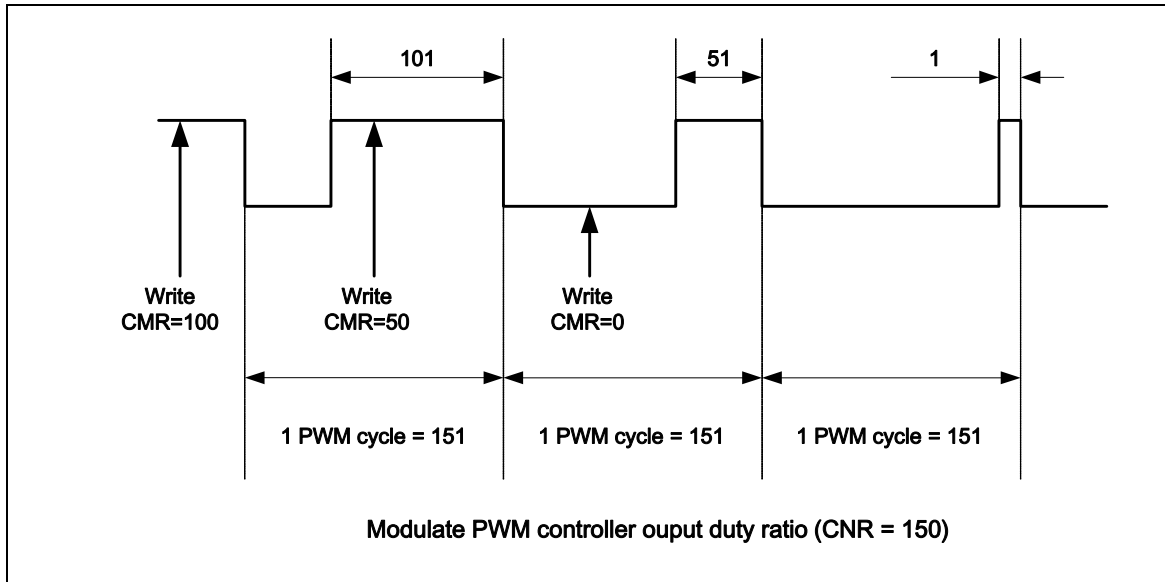 101
51
1
Write
CMR=100
Write
CMR=50
Write
CMR=0
1 PWM cycle = 151
1 PWM cycle = 151
1 PWM cycle = 151
Modulate PWM controller ouput duty ratio (CNR = 150)